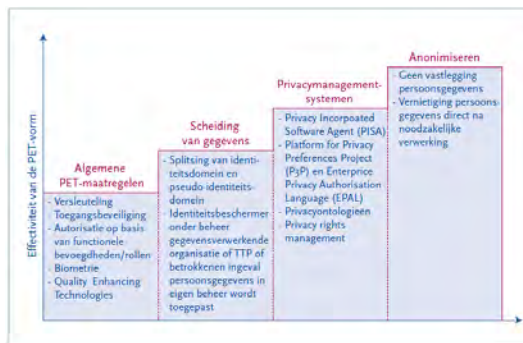 Effectiviteit van de PET-vorm
Algemene
PET-maatregelen
- Versleuteling
- Toegangsbeveiliging
- Autorisatie op basis
van functionele
bevoegdheden/rollen
- Biometrie
- Quality Enhancing
Technologies
Scheiding
van gegevens
- Splitsing van identi-
teitsdomein en
pseudo identiteits-
domein
- Identiteitsbeschermer
onder beheer
gegevensverwerkende
organisatie of TTP of
betrokkenen ingeval
persoonsgegevens in
eigen beheer wordt
toegepast
Privacymanagement-
systemen
- Privacy Incorpoated
Software Agent (PISA)
- Platform for Privacy
Preferences Project
(P3P) en Enterprice
Privacy Authorisation
Language (EPAL)
- Privacyontologieën
- Privacy rights
management
Anonimiseren
- Geen vastlegging
persoonsgegevens
- Vernietiging persoons-
gegevens direct na
noodzakelijke
verwerking